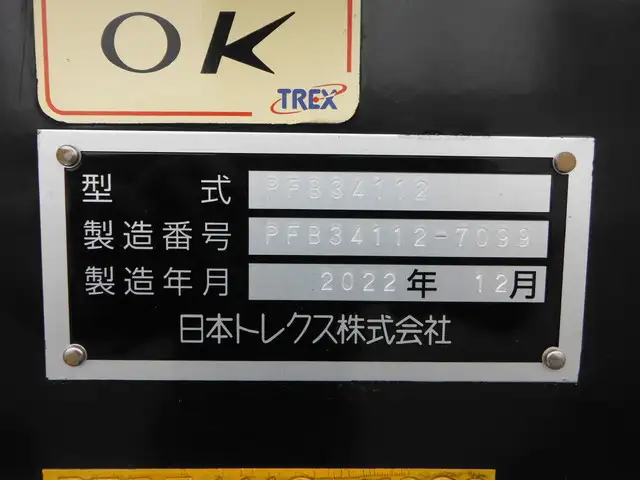 OK
TREX
型式 PFB34112
製造番号 PFB34112-7099
製造年月 2022年 12月
日本トレクス株式会社